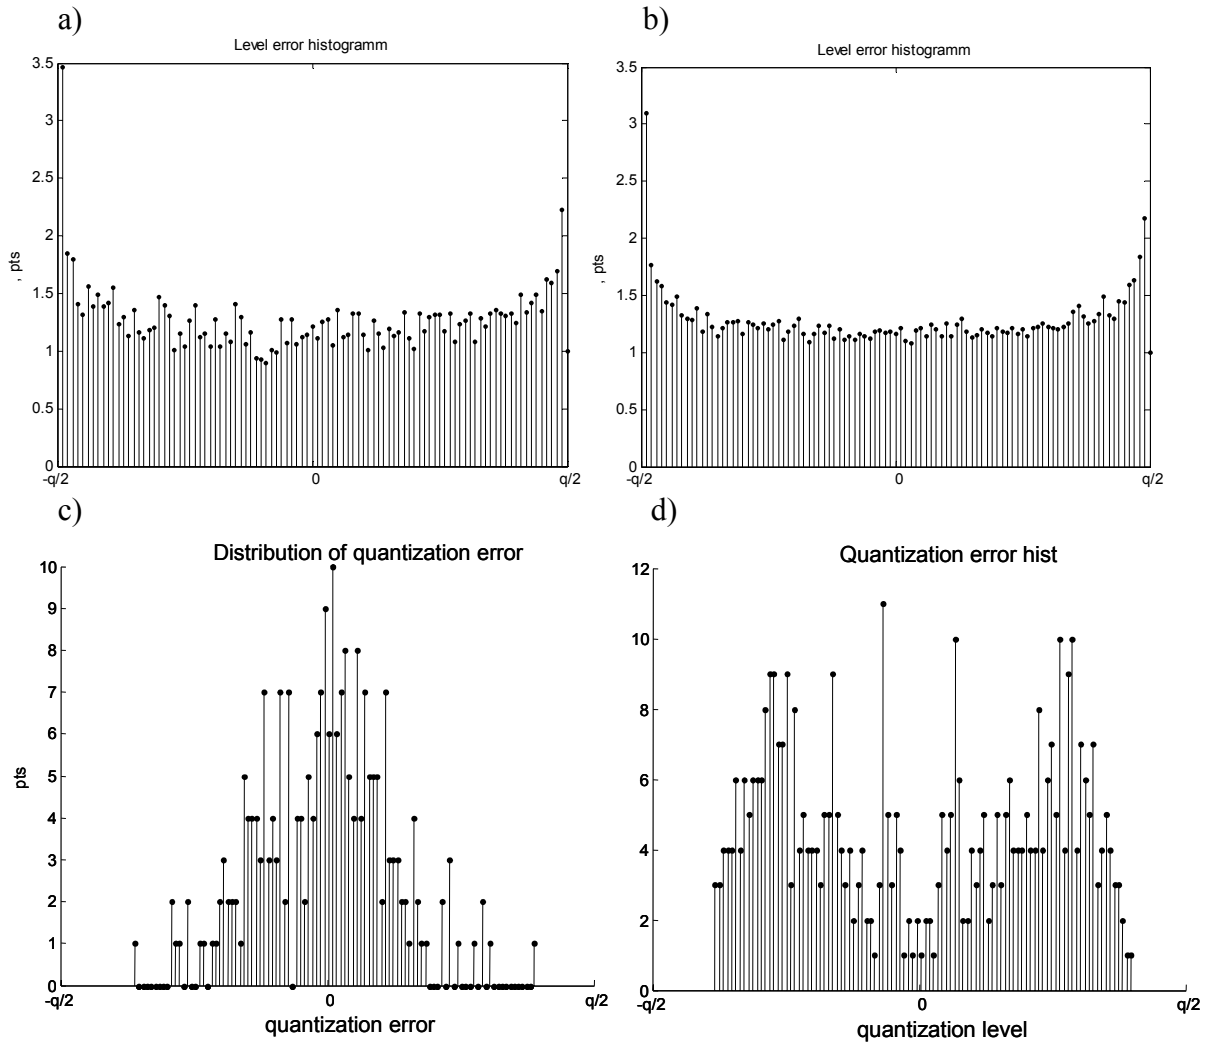 a)
Level error histogramm
3.5
3
2.5
2
1.5
1
0.5
0
, pts
-q/2
0
q/2
b)
Level error histogramm
3.5
3
2.5
2
1.5
1
0.5
0
, pts
-q/2
0
q/2
c)
Distribution of quantization error
10
9
8
7
6
5
4
3
2
1
0
pts
-q/2
0
q/2
quantization error
d)
Quantization error hist
12
10
8
6
4
2
0
-q/2
0
q/2
quantization level